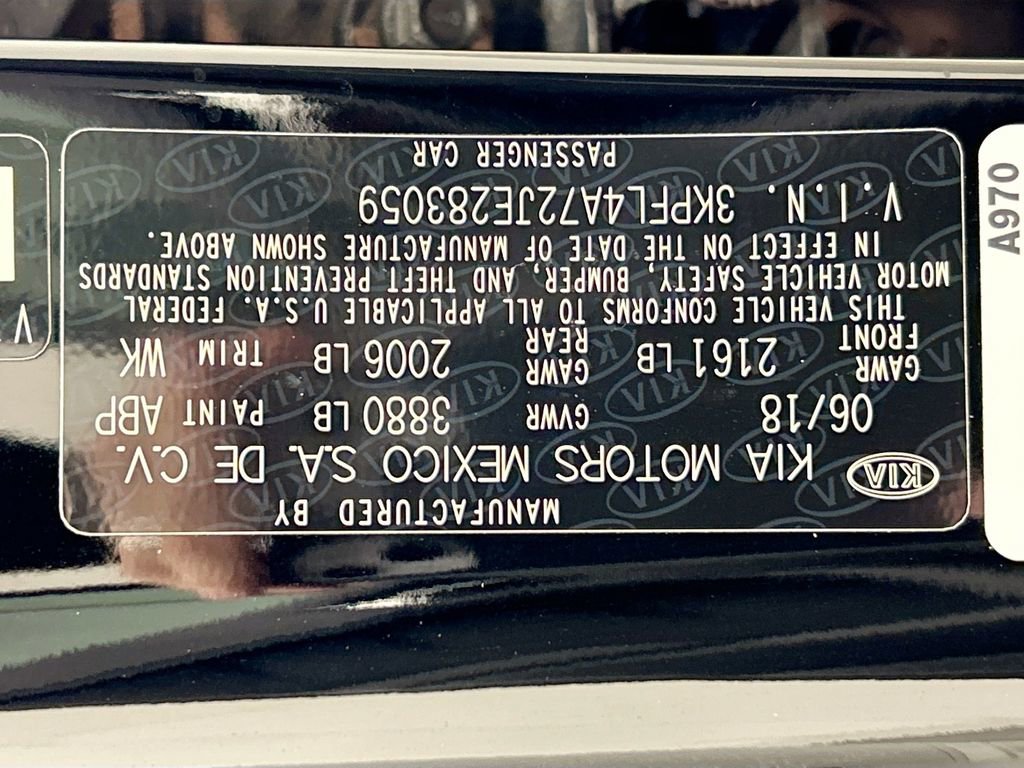 MANUFACTURED BY
KIA KIA MOTORS MEXICO S.A. DE C.V.
06/18 GVWR 3880 LB PAINT ABP
GAWR FRONT 2161 LB GAWR REAR 2006 LB TRIM WK
THIS VEHICLE CONFORMS TO ALL APPLICABLE U.S.A. FEDERAL
MOTOR VEHICLE SAFETY, BUMPER, AND THEFT PREVENTION STANDARDS
IN EFFECT ON THE DATE OF MANUFACTURE SHOWN ABOVE.
V.I.N. 3KPFL4A72JE283059
PASSENGER CAR
A970
V